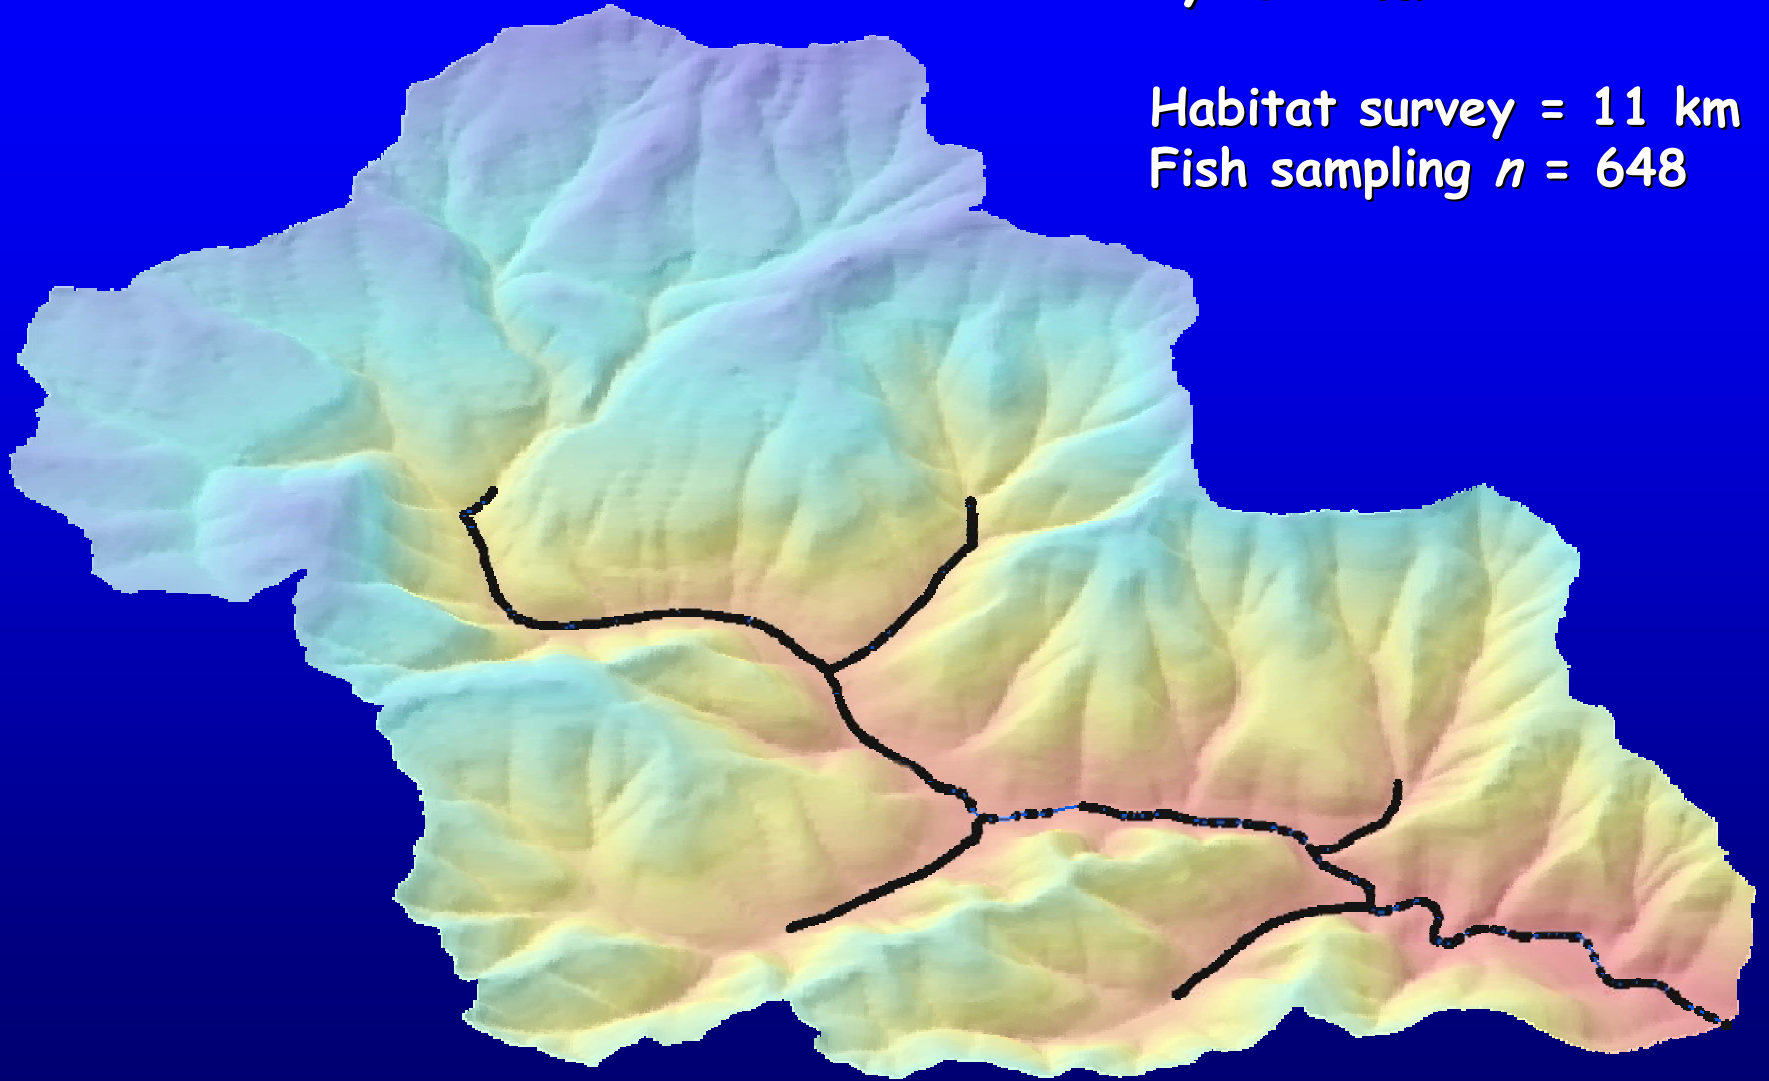 Habitat survey = 11 km
Fish sampling n = 648